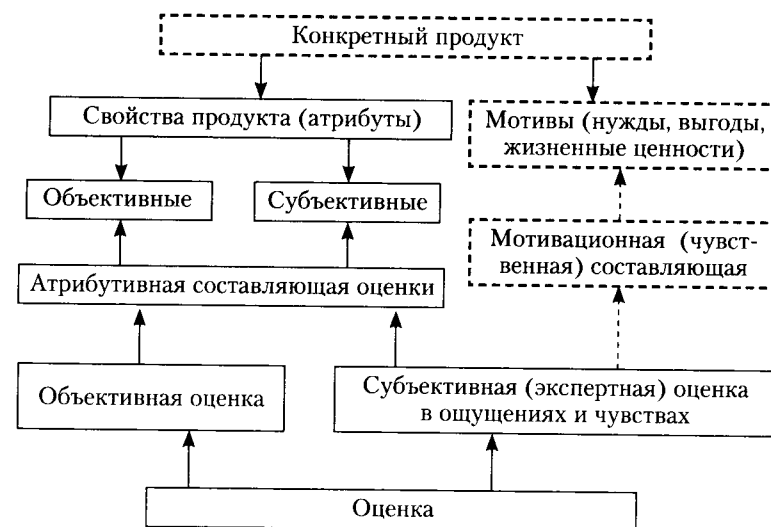 Конкретный продукт
Свойства продукта (атрибуты)
Мотивы (нужды, выгоды,
жизненные ценности)
Объективные
Субъективные
Мотивационная (чувст-
венная) составляющая
Атрибутивная составляющая оценки
Объективная оценка
Субъективная (экспертная) оценка
в ощущениях и чувствах
Оценка